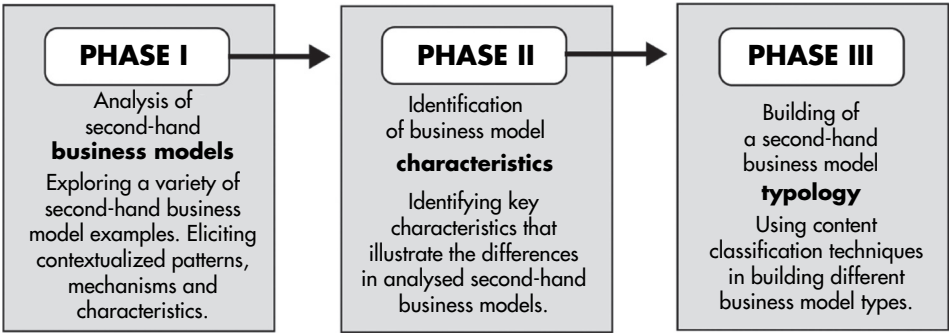 PHASE I
Analysis of
second-hand
business models
Exploring a variety of
second-hand business
model examples. Eliciting
contextualized patterns,
mechanisms and
characteristics.
PHASE II
Identification
of business model
characteristics
Identifying key
characteristics that
illustrate the differences
in analysed second-hand
business models.
PHASE III
Building of
a second-hand
business model
typology
Using content
classification techniques
in building different
business model types.